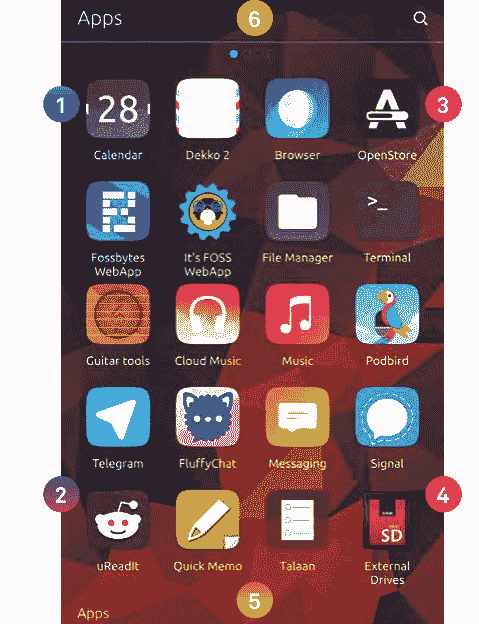 Apps
6
1
28
3
Calendar
Dekko 2
Browser
OpenStore
>_
Fossbytes
WebApp
It's FOSS
WebApp
File Manager
Terminal
Guitar tools
Cloud Music
Music
Podbird
Telegram
FluffyChat
Messaging
Signal
2
4
SD
uReadIt
Quick Memo
Talaan
External
Drives
5
Apps